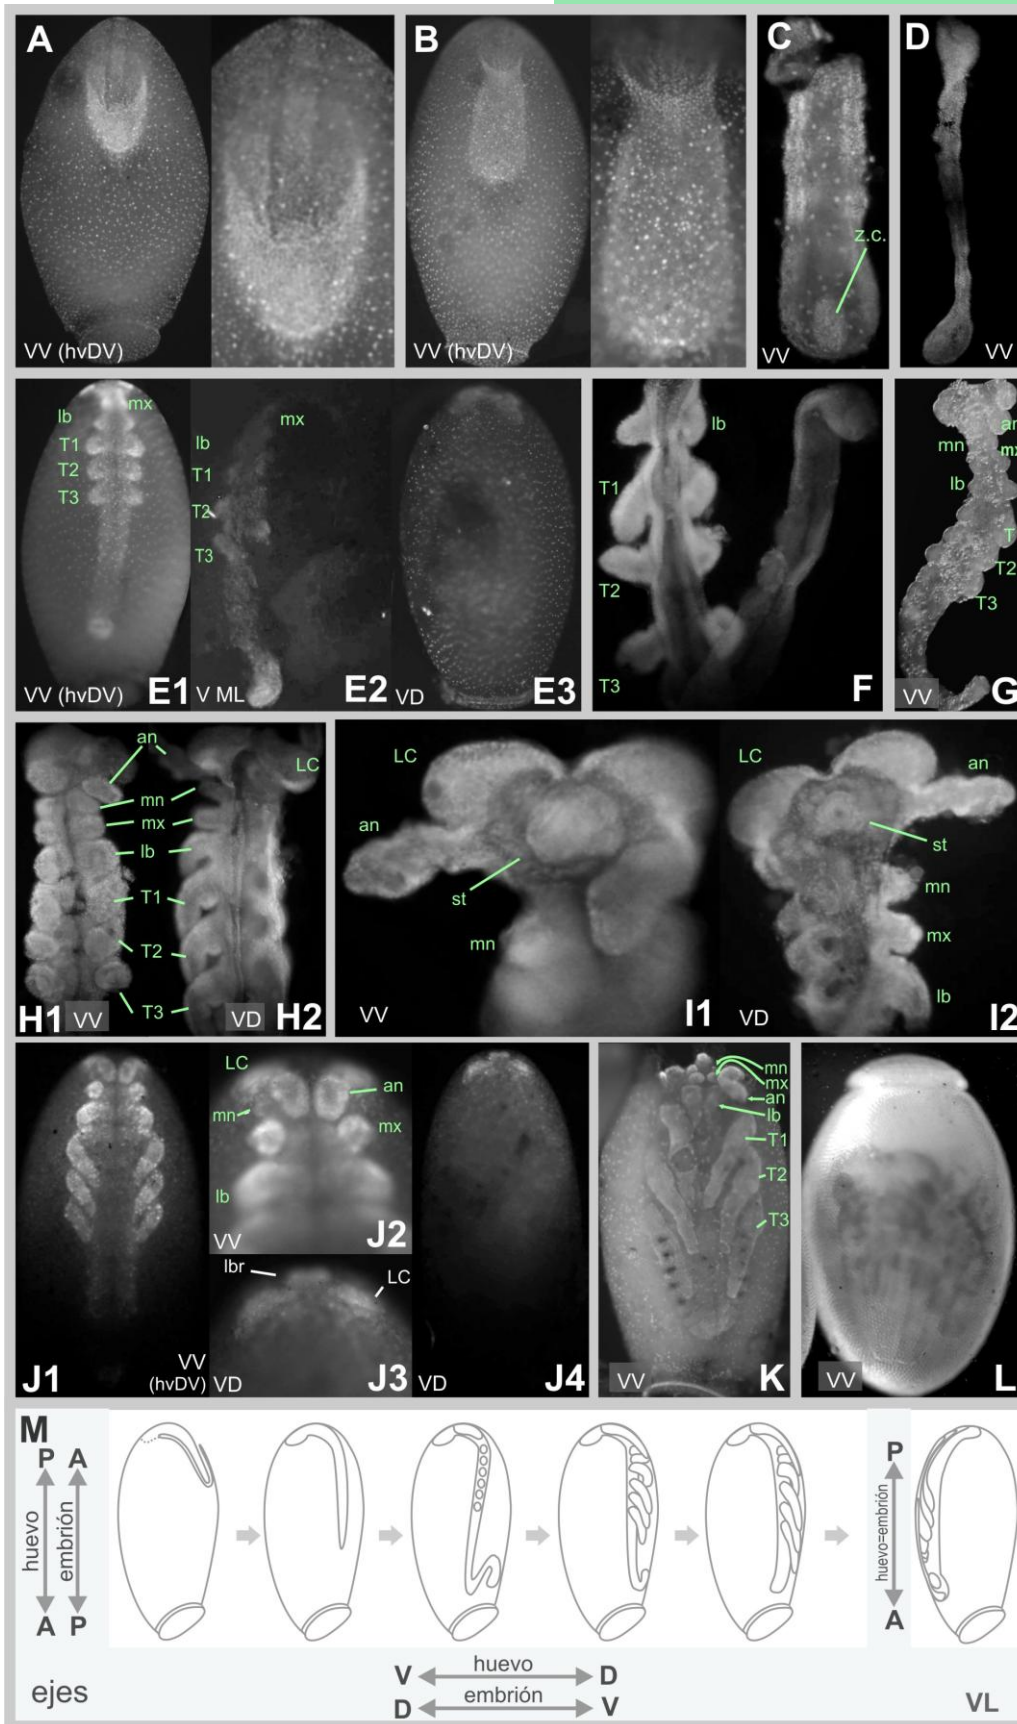 A
VV (hvDV)
B
VV (hvDV)
C
z.c.
VV
D
VV
lb
mx
T1
T2
T3
VV (hvDV)
E1
mx
lb
T1
T2
T3
V ML
E2
VD
E3
lb
T1
T2
T3
F
an
mn
mx
lb
T2
T3
VV
G
an
mn
mx
lb
T1
T2
T3
LC
H1
VV
VD
H2
LC
an
st
mn
VV
I1
an
st
mn
mx
lb
VD
I2
J1
VV
(hvDV)
LC
an
mn
mx
lb
VV
J2
lbr
LC
VD
J3
VD
J4
mn
mx
an
lb
T1
T2
T3
VV
K
VV
L
M
P A
huevo
embrión
A P
P
huevo=embrión
A
ejes
V huevo D
D embrión V
VL